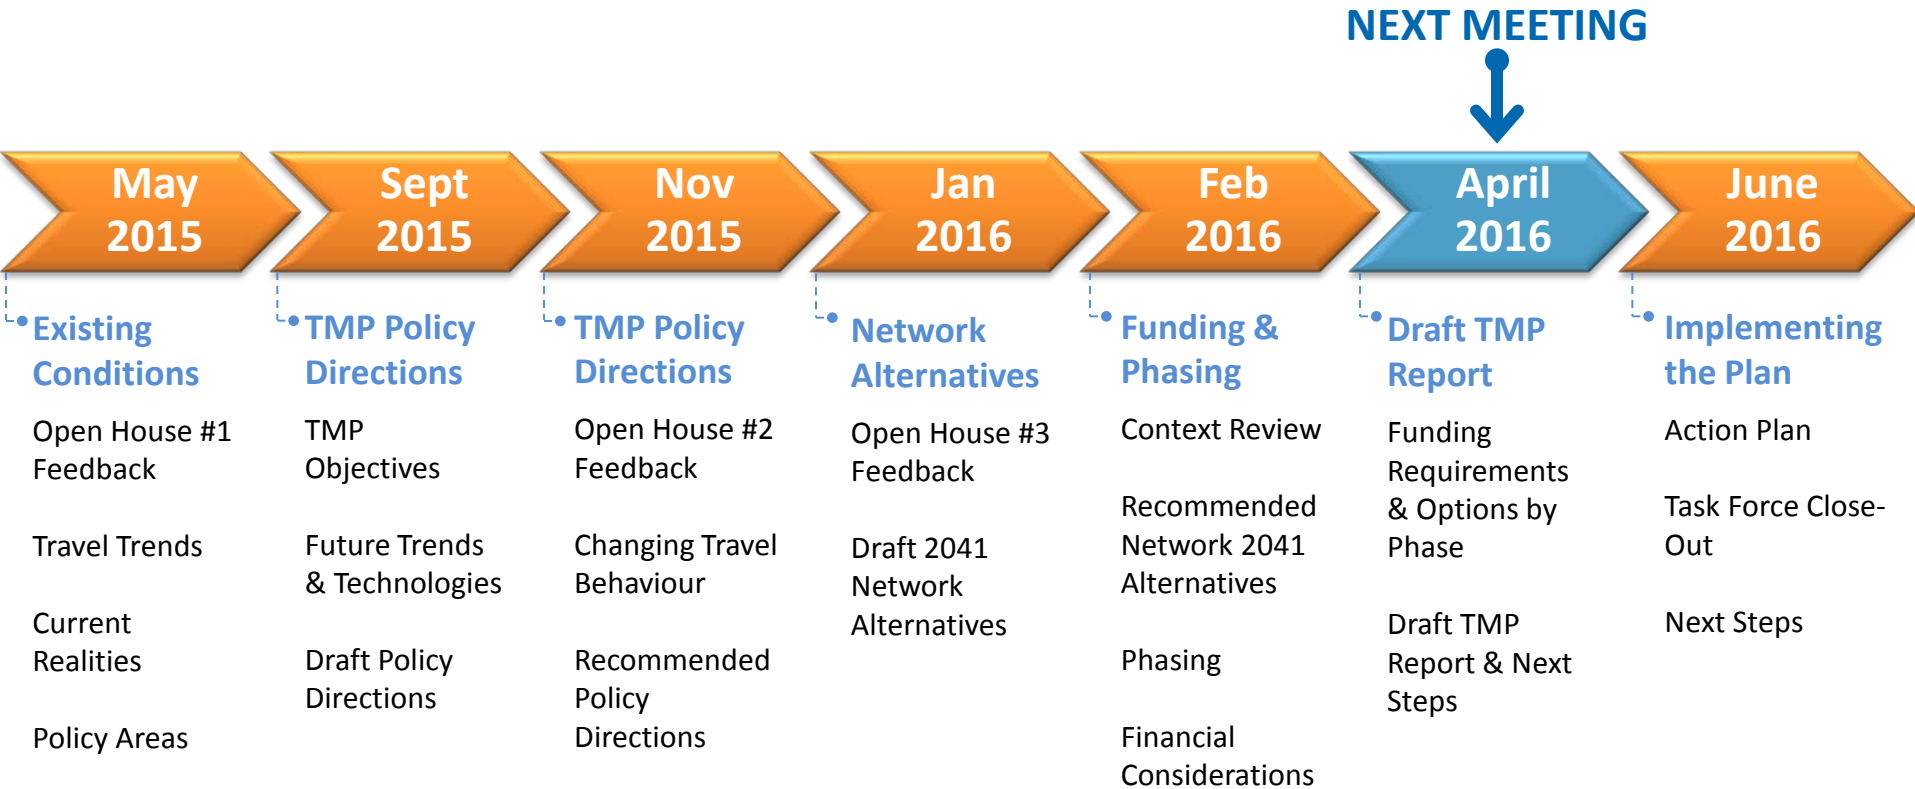 NEXT MEETING
May
2015
Sept
2015
Nov
2015
Jan
2016
Feb
2016
April
2016
June
2016
Existing
Conditions
Open House #1
Feedback
Travel Trends
Current
Realities
Policy Areas
TMP Policy
Directions
TMP
Objectives
Future Trends
& Technologies
Draft Policy
Directions
TMP Policy
Directions
Open House #2
Feedback
Changing Travel
Behaviour
Recommended
Policy
Directions
Network
Alternatives
Open House #3
Feedback
Draft 2041
Network
Alternatives
Funding &
Phasing
Context Review
Recommended
Network 2041
Alternatives
Phasing
Financial
Considerations
Draft TMP
Report
Funding
Requirements
& Options by
Phase
Draft TMP
Report & Next
Steps
Implementing
the Plan
Action Plan
Task Force Close-
Out
Next Steps